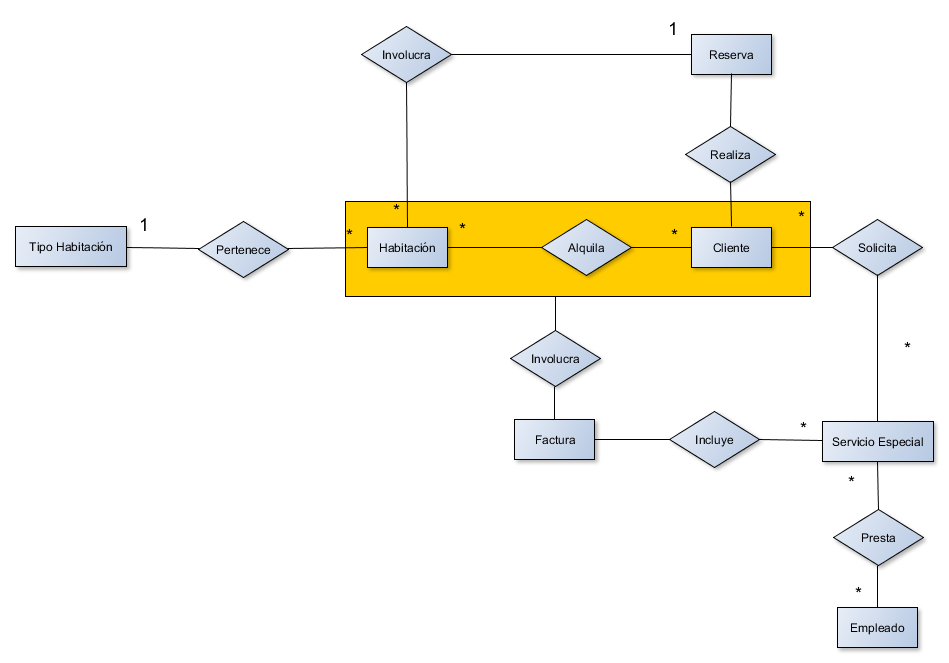 1
Involucra
Reserva
Realiza
*
*
1
*
*
*
Tipo Habitación
Pertenece
Habitación
Alquila
Cliente
Solicita
*
Involucra
*
Factura
Incluye
Servicio Especial
*
Presta
*
Empleado